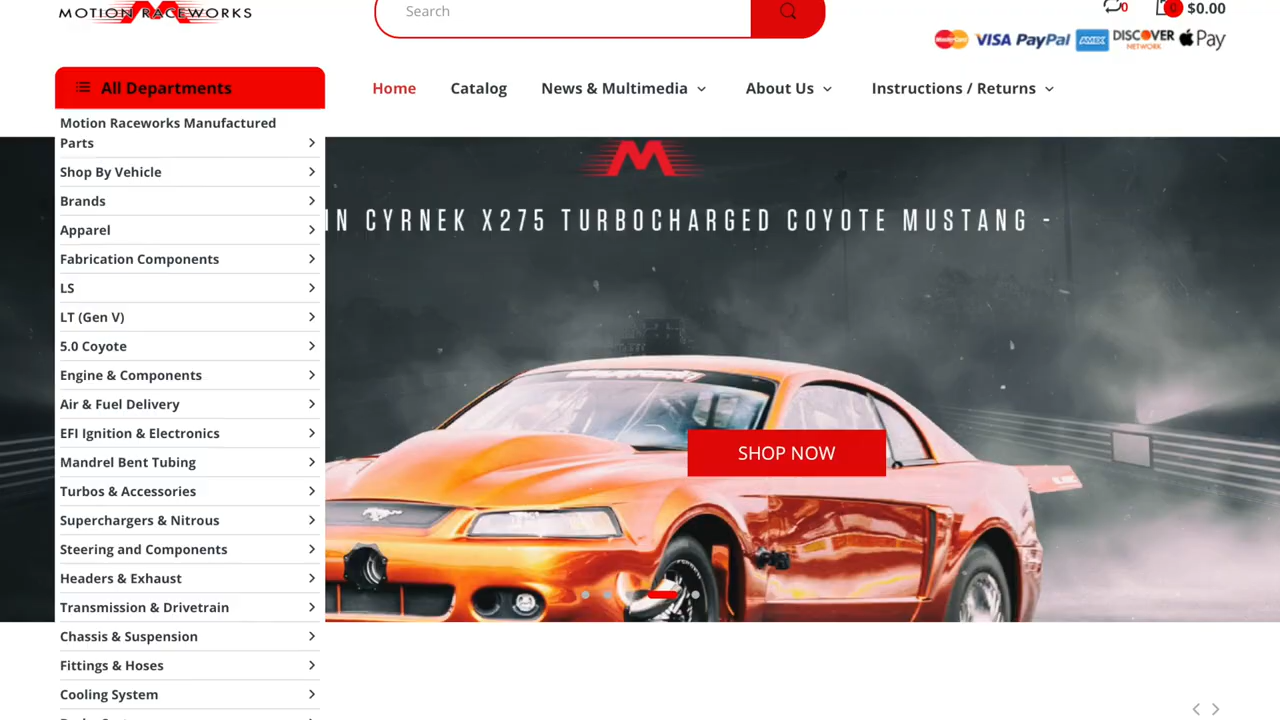 MOTION RACEWORKS
Search
0
0
$0.00
MasterCard VISA PayPal AMEX DISCOVER NETWORK Pay
All Departments
Home
Catalog
News & Multimedia
About Us
Instructions / Returns
Motion Raceworks Manufactured
Parts
Shop By Vehicle
Brands
Apparel
Fabrication Components
LS
LT (Gen V)
5.0 Coyote
Engine & Components
Air & Fuel Delivery
EFI Ignition & Electronics
Mandrel Bent Tubing
Turbos & Accessories
Superchargers & Nitrous
Steering and Components
Headers & Exhaust
Transmission & Drivetrain
Chassis & Suspension
Fittings & Hoses
Cooling System
M
IN CYRNEK X275 TURBOCHARGED COYOTE MUSTANG -
SHOP NOW